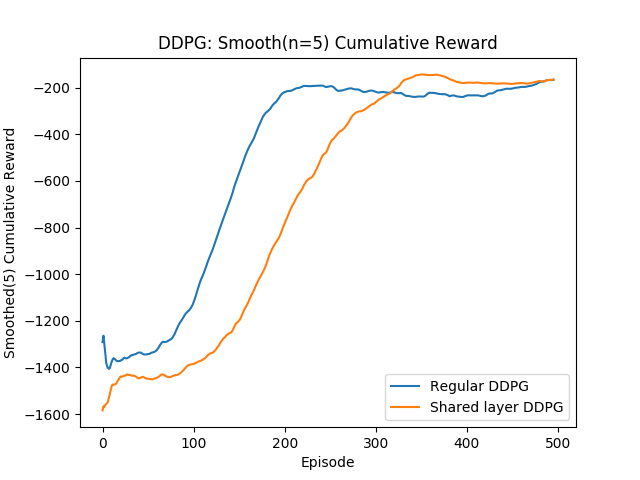 DDPG: Smooth(n=5) Cumulative Reward
Smoothed(5) Cumulative Reward
−200
−400
−600
−800
−1000
−1200
−1400
−1600
0
100
200
300
400
500
Episode
Regular DDPG
Shared layer DDPG